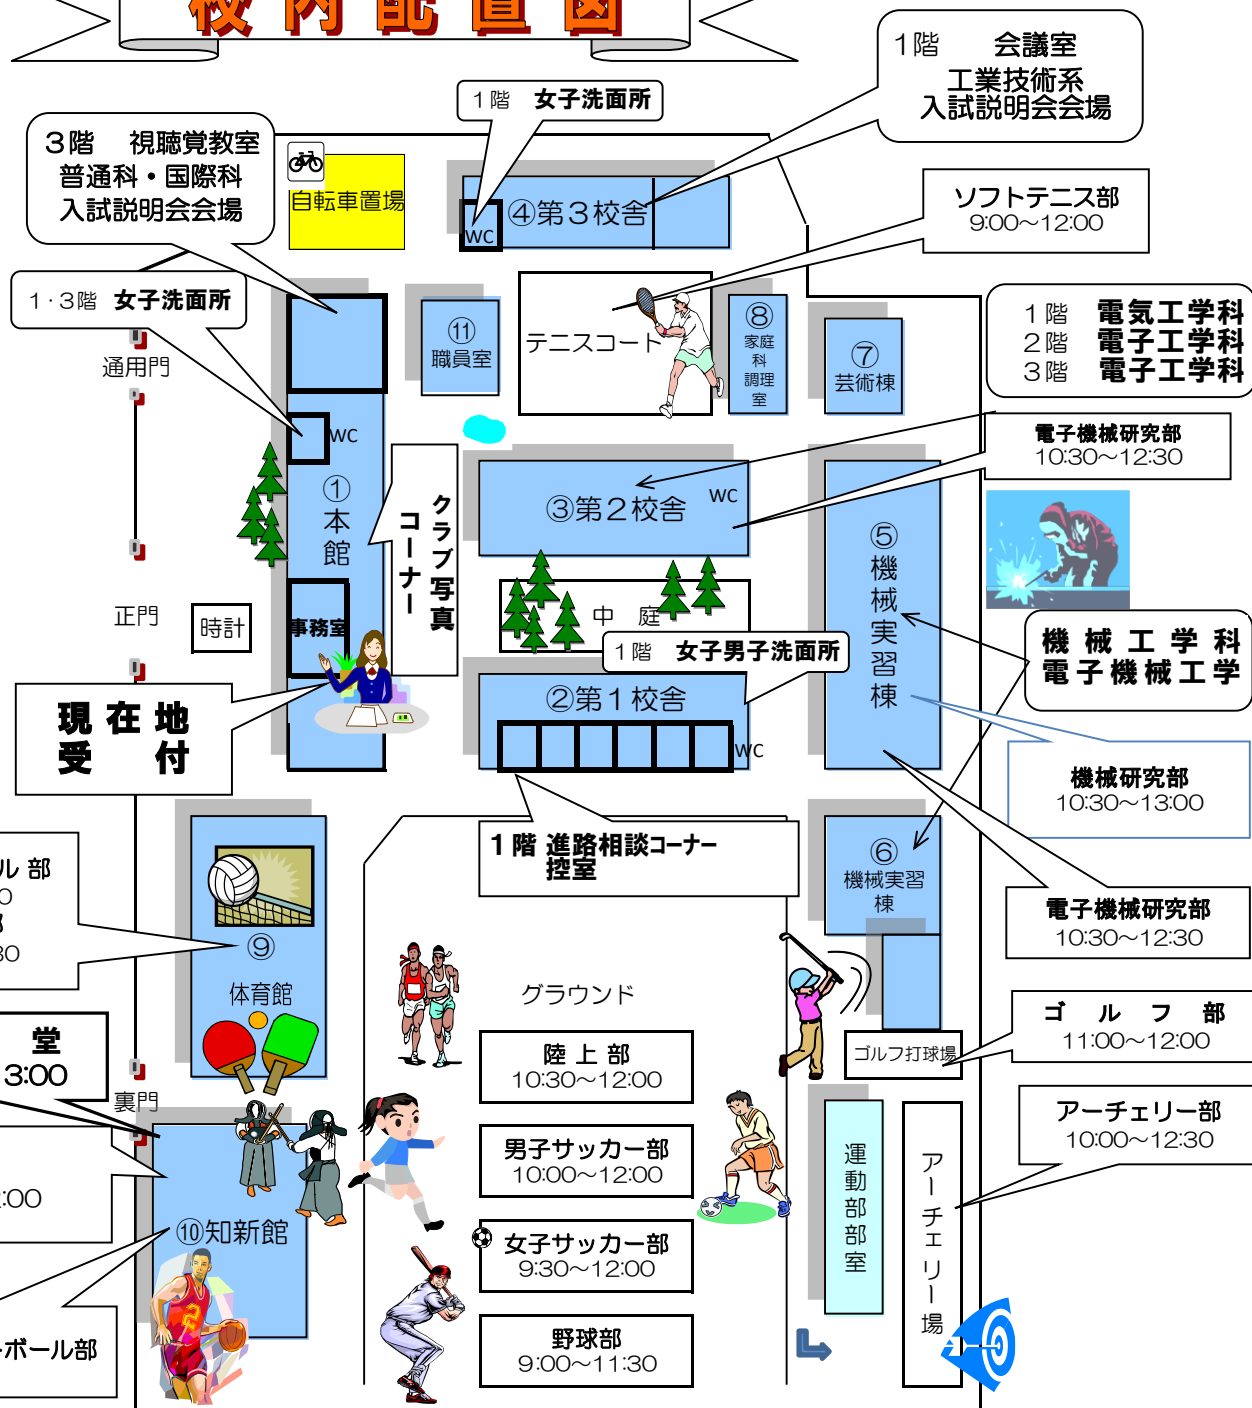 校内配置図
1階 会議室
工業技術系
入試説明会会場
1階 女子洗面所
3階 視聴覚教室
普通科・国際科
入試説明会会場
自転車置場
④第3校舎
WC
ソフトテニス部
9:00～12:00
1・3階 女子洗面所
通用門
⑪
職員室
テニスコート
⑧
家庭
科
調理
室
⑦
芸術棟
1階 電気工学科
2階 電子工学科
3階 電子工学科
電子機械研究部
10:30～12:30
WC
①本館
クラブ写真
コーナー
③第2校舎
WC
⑤機械実習棟
正門
時計
事務室
中 庭
1階 女子男子洗面所
機械工学科
電子機械工学
現在地
受 付
②第1校舎
WC
機械研究部
10:30～13:00
1階 進路相談コーナー
控室
⑥
機械実習
棟
ル部
0
30
⑨
体育館
電子機械研究部
10:30～12:30
グラウンド
堂
3:00
陸上部
10:30～12:00
ゴルフ打球場
ゴルフ部
11:00～12:00
裏門
男子サッカー部
10:00～12:00
アーチェリー部
10:00～12:30
:00
⑩知新館
女子サッカー部
9:30～12:00
運動部部室
アーチェリー場
ボール部
野球部
9:00～11:30